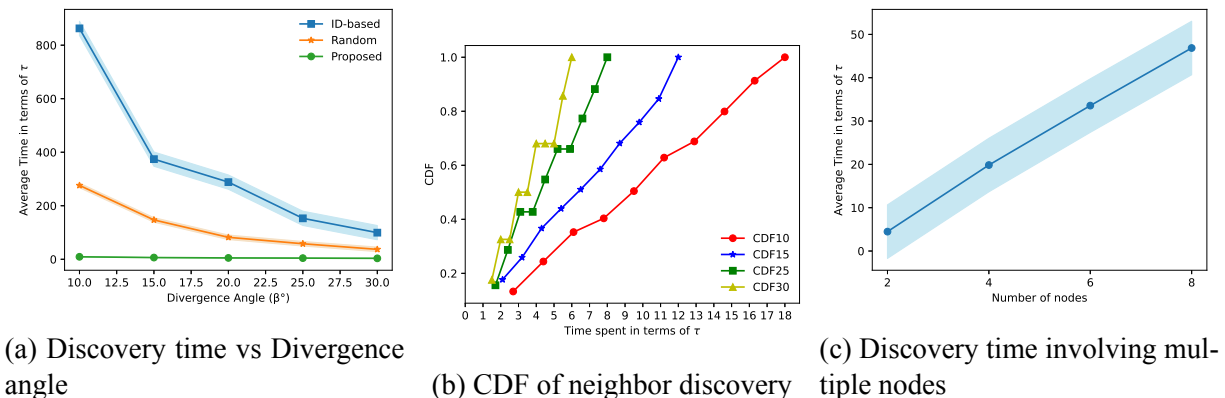 800
600
400
200
0
Average Time in terms of τ
10.0 12.5 15.0 17.5 20.0 22.5 25.0 27.5 30.0
Divergence Angle (β°)
ID-based
Random
Proposed
(a) Discovery time vs Divergence
angle
1.0
0.8
0.6
0.4
0.2
CDF
0 1 2 3 4 5 6 7 8 9 10 11 12 13 14 15 16 17 18
Time spent in terms of τ
CDF10
CDF15
CDF25
CDF30
(b) CDF of neighbor discovery
50
40
30
20
10
0
Average Time in terms of τ
2 4 6 8
Number of nodes
(c) Discovery time involving mul-
tiple nodes